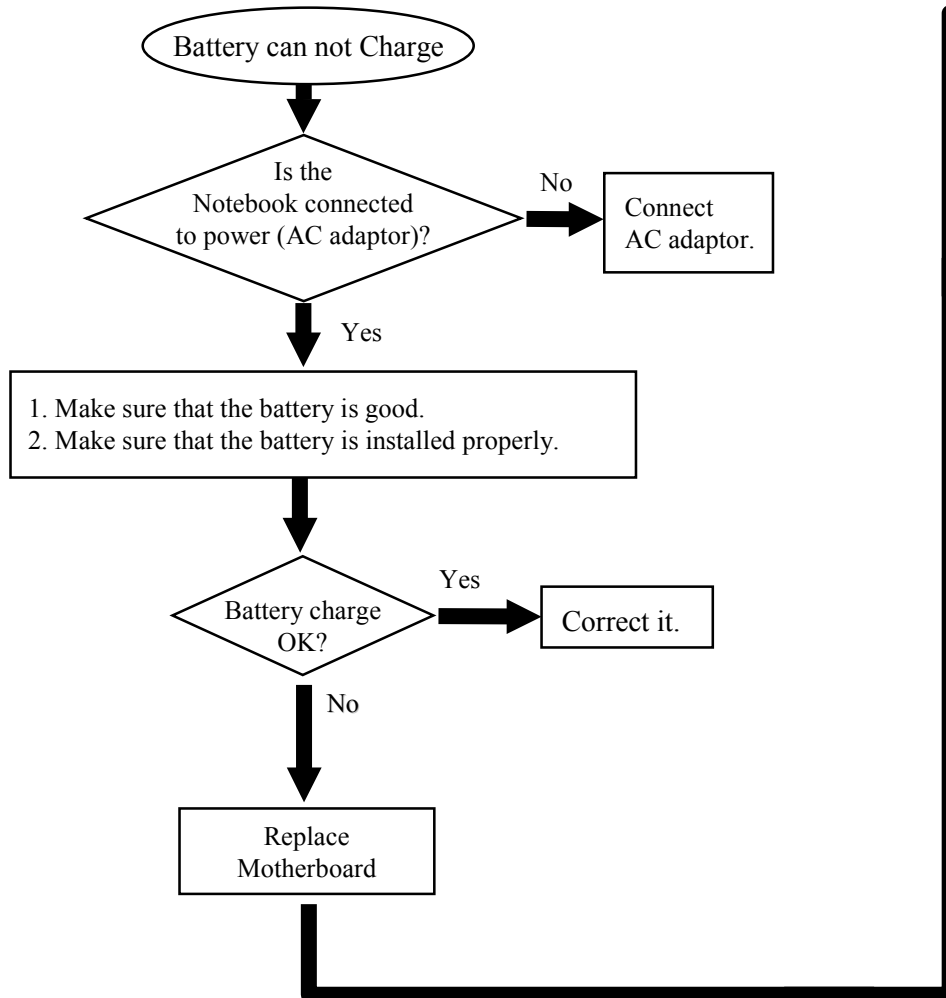 Battery can not Charge
Is the
Notebook connected
to power (AC adaptor)?
No
Connect
AC adaptor.
Yes
1. Make sure that the battery is good.
2. Make sure that the battery is installed properly.
Battery charge
OK?
Yes
Correct it.
No
Replace
Motherboard